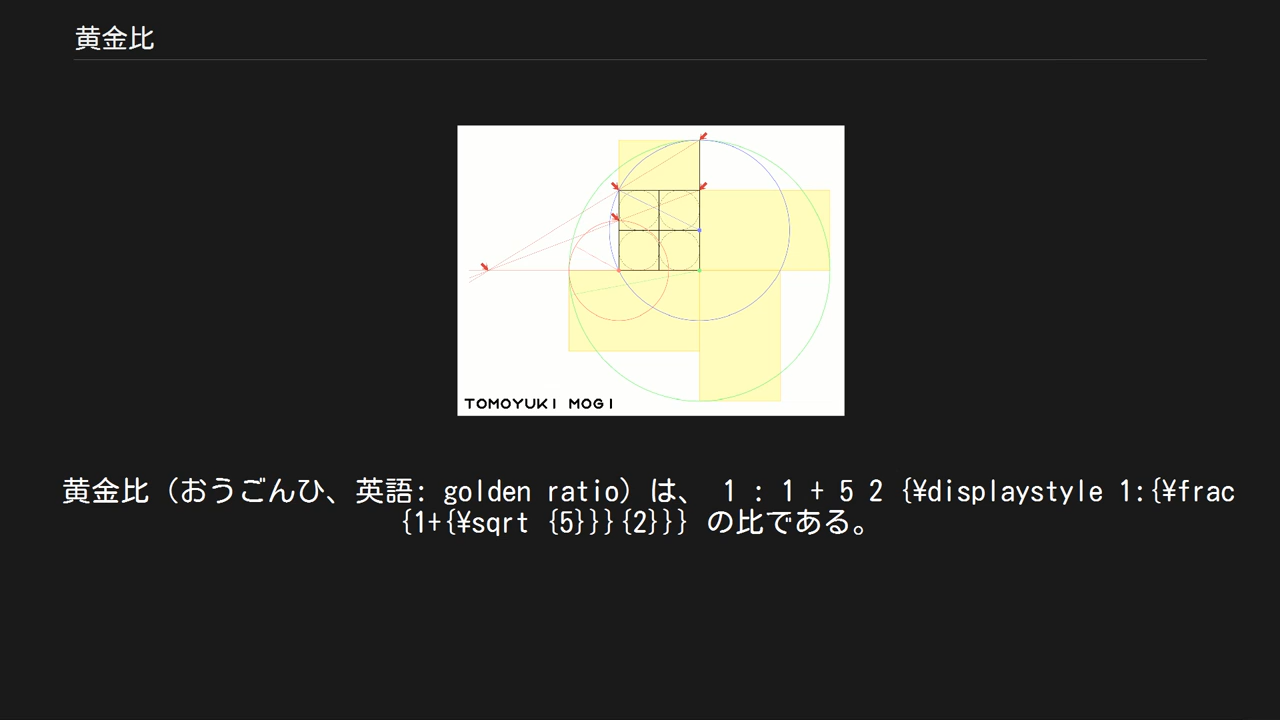 黄金比
TOMOYUKI MOGI
黄金比（おうごんひ、英語: golden ratio）は、 1 : 1 + 5 2 {¥displaystyle 1:{¥frac
{1+{¥sqrt {5}}}{2}}} の比である。